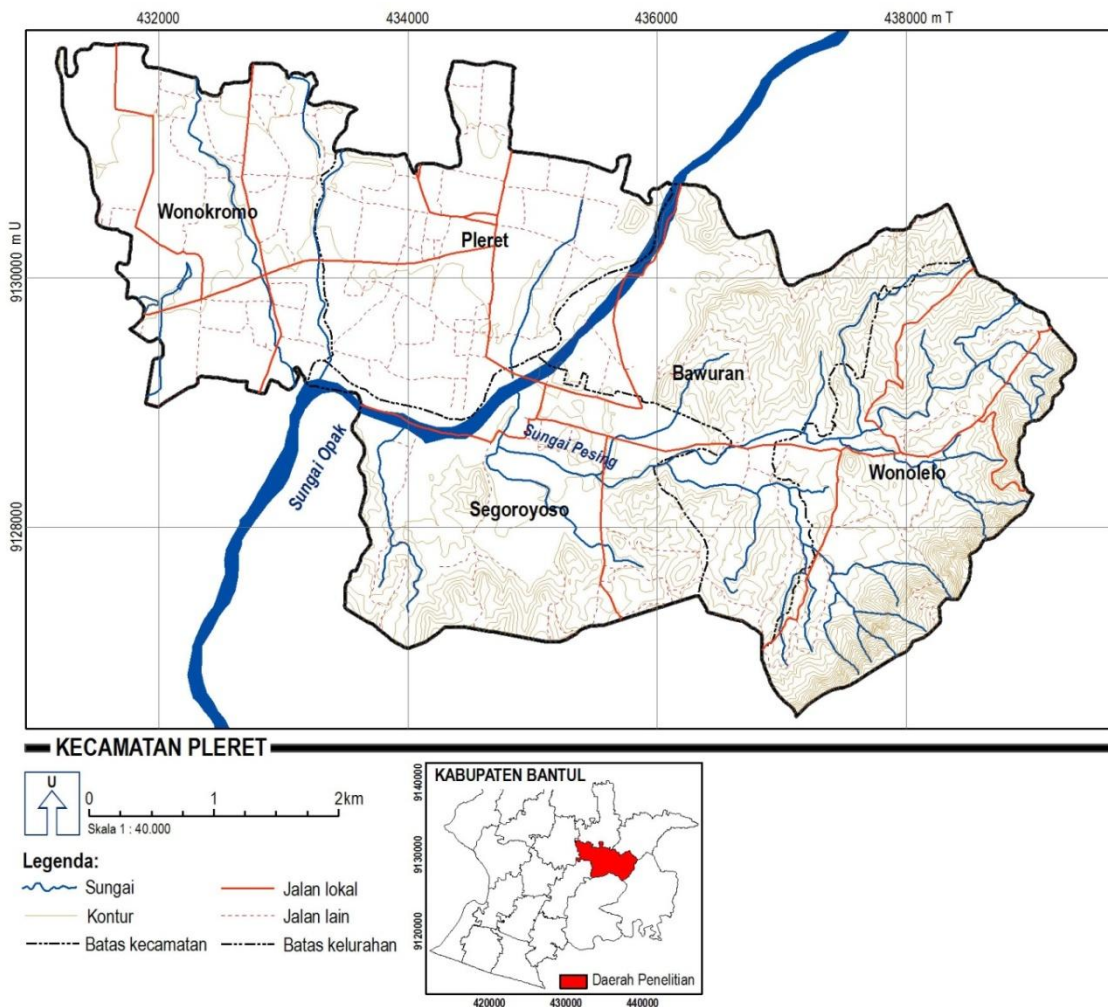 432000
434000
436000
438000 m T
9130000 m U
9128000
Wonokromo
Pleret
Bawuran
Sungai Opak
Sungai Pesing
Segoroyoso
Wonolelo
KECAMATAN PLERET
U
0 1 2km
Skala 1 : 40.000
Legenda:
Sungai
Jalan lokal
Kontur
Jalan lain
Batas kecamatan
Batas kelurahan
KABUPATEN BANTUL
9140000
9130000
9120000
Daerah Penelitian
420000
430000
440000